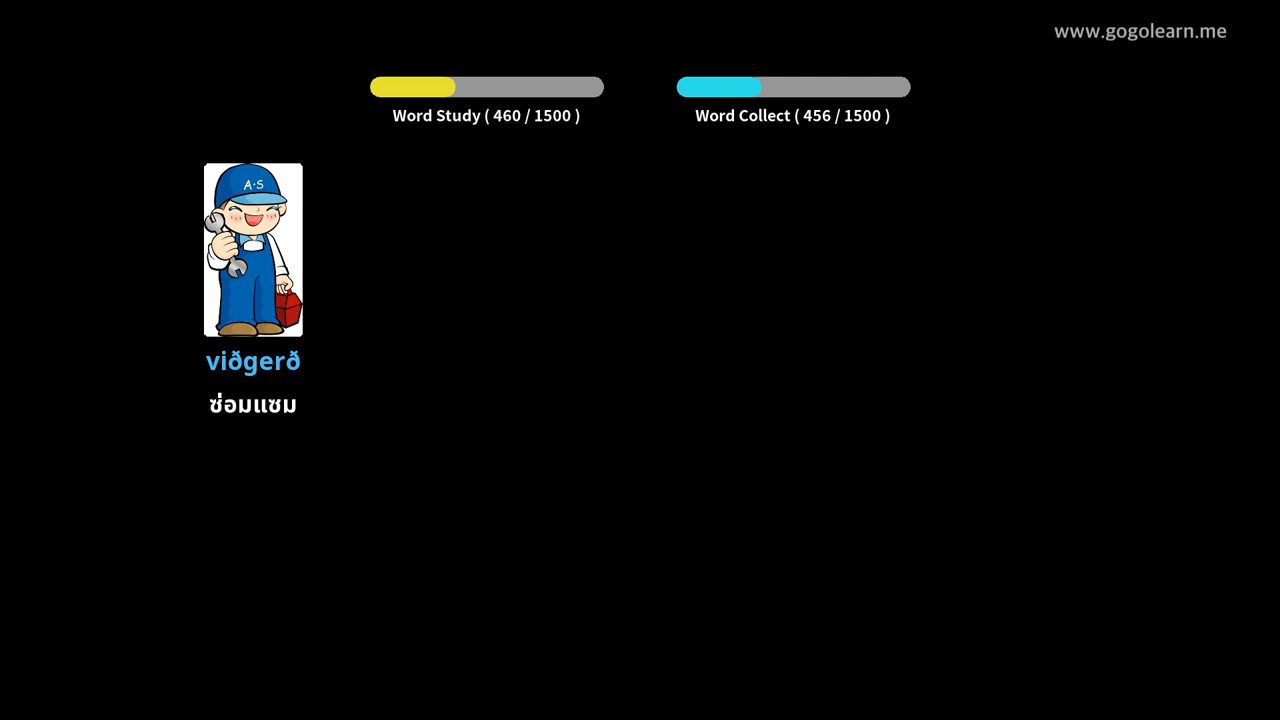 www.gogolearn.me
Word Study ( 460 / 1500 )
Word Collect ( 456 / 1500 )
A·S
viðgerð
ซ่อมแซม